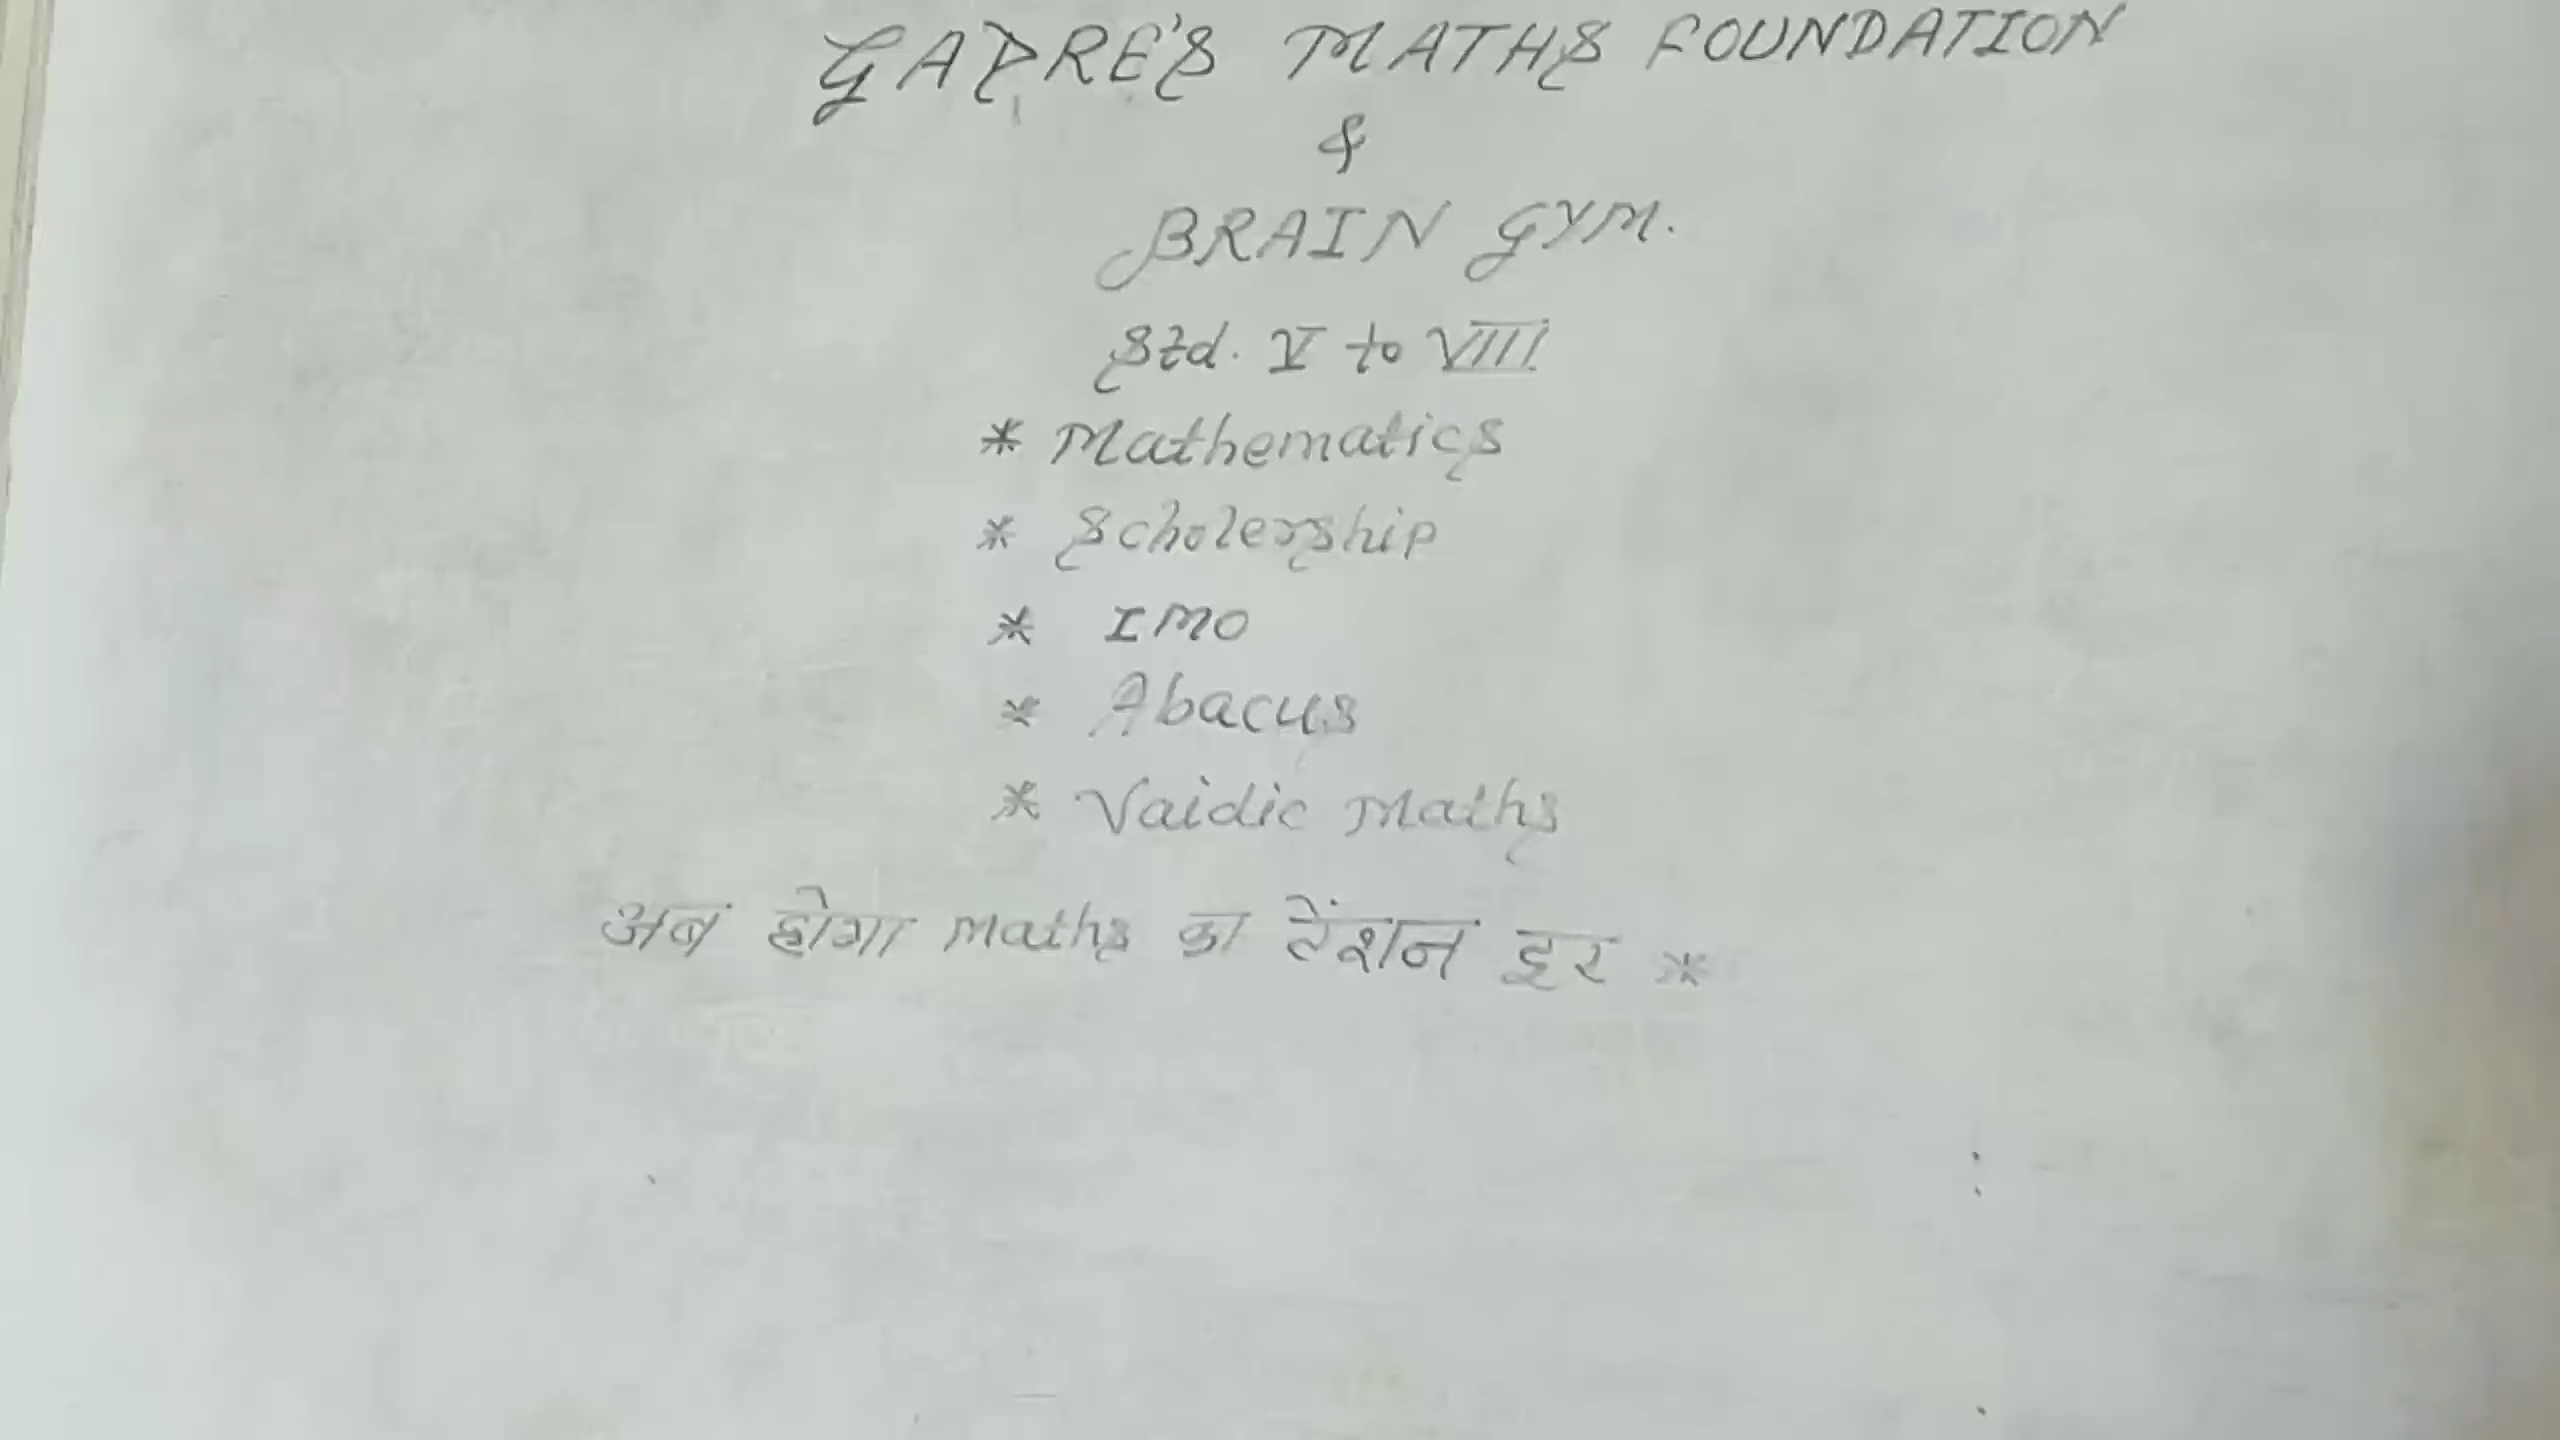 GADRE'S MATHS FOUNDATION
&
BRAIN GYM.
Std. V to VIII
* Mathematics
* Scholership
* IMO
* Abacus
* Vaidic Maths
अब होगा Maths का टेंशन दूर *